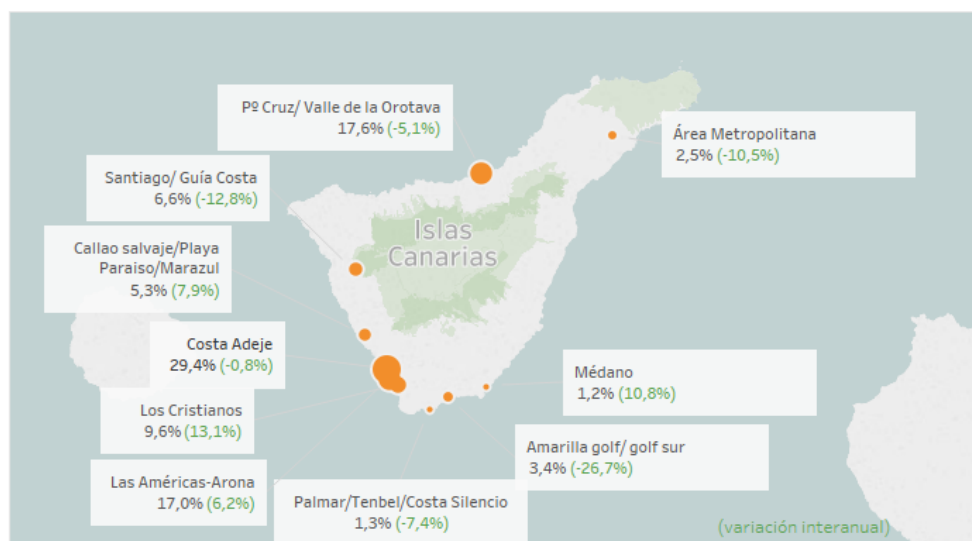 Pº Cruz/ Valle de la Orotava
17,6% (-5,1%)
Área Metropolitana
2,5% (-10,5%)
Santiago/ Guía Costa
6,6% (-12,8%)
Islas
Canarias
Callao salvaje/Playa
Paraiso/Marazul
5,3% (7,9%)
Costa Adeje
29,4% (-0,8%)
Médano
1,2% (10,8%)
Los Cristianos
9,6% (13,1%)
Amarilla golf/ golf sur
3,4% (-26,7%)
Las Américas-Arona
17,0% (6,2%)
Palmar/Tenbel/Costa Silencio
1,3% (-7,4%)
(variación interanual)